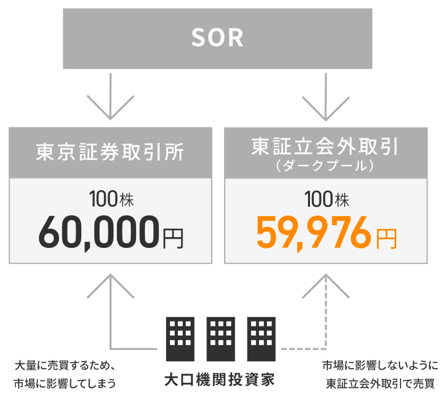 SOR
東京証券取引所
100株
60,000円
東証立会外取引
(ダークプール)
100株
59,976円
大量に売買するため、
市場に影響してしまう
大口機関投資家
市場に影響しないように
東証立会外取引で売買